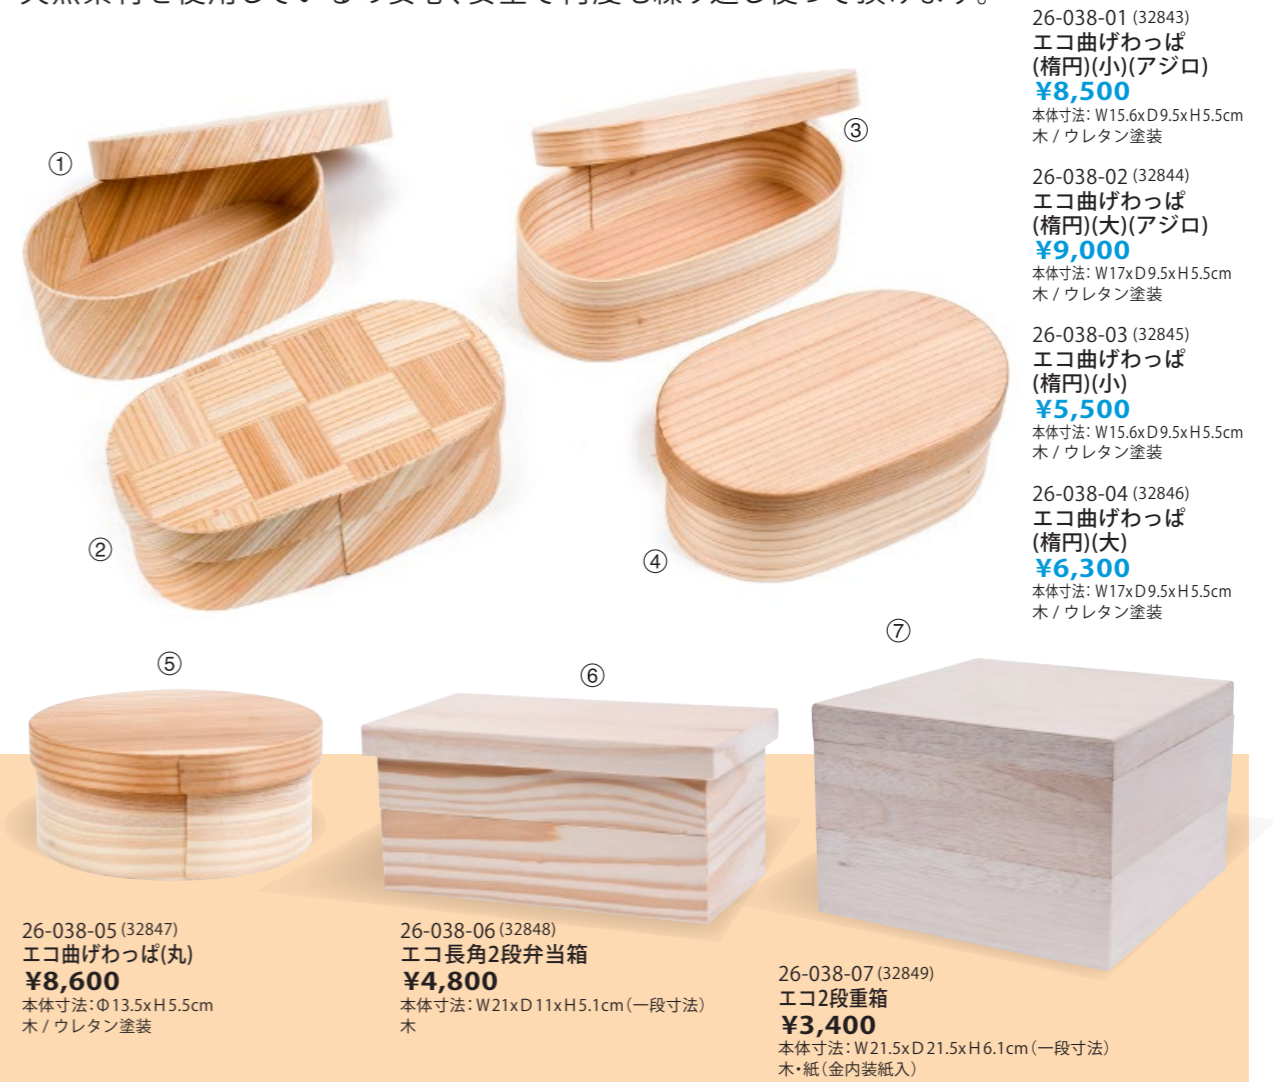 26-038-01 (32843)
エコ曲げわっぱ
(楕円)(小)(アジロ)
¥8,500
本体寸法：W15.6xD9.5xH5.5cm
木 / ウレタン塗装
26-038-02 (32844)
エコ曲げわっぱ
(楕円)(大)(アジロ)
¥9,000
本体寸法：W17xD9.5xH5.5cm
木 / ウレタン塗装
26-038-03 (32845)
エコ曲げわっぱ
(楕円)(小)
¥5,500
本体寸法：W15.6xD9.5xH5.5cm
木 / ウレタン塗装
26-038-04 (32846)
エコ曲げわっぱ
(楕円)(大)
¥6,300
本体寸法：W17xD9.5xH5.5cm
木 / ウレタン塗装
①
③
②
④
⑤
⑥
⑦
26-038-05 (32847)
エコ曲げわっぱ(丸)
¥8,600
本体寸法：Φ13.5xH5.5cm
木 / ウレタン塗装
26-038-06 (32848)
エコ長角2段弁当箱
¥4,800
本体寸法：W21xD11xH5.1cm（一段寸法）
木
26-038-07 (32849)
エコ2段重箱
¥3,400
本体寸法：W21.5xD21.5xH6.1cm（一段寸法）
木・紙（金内装紙入）